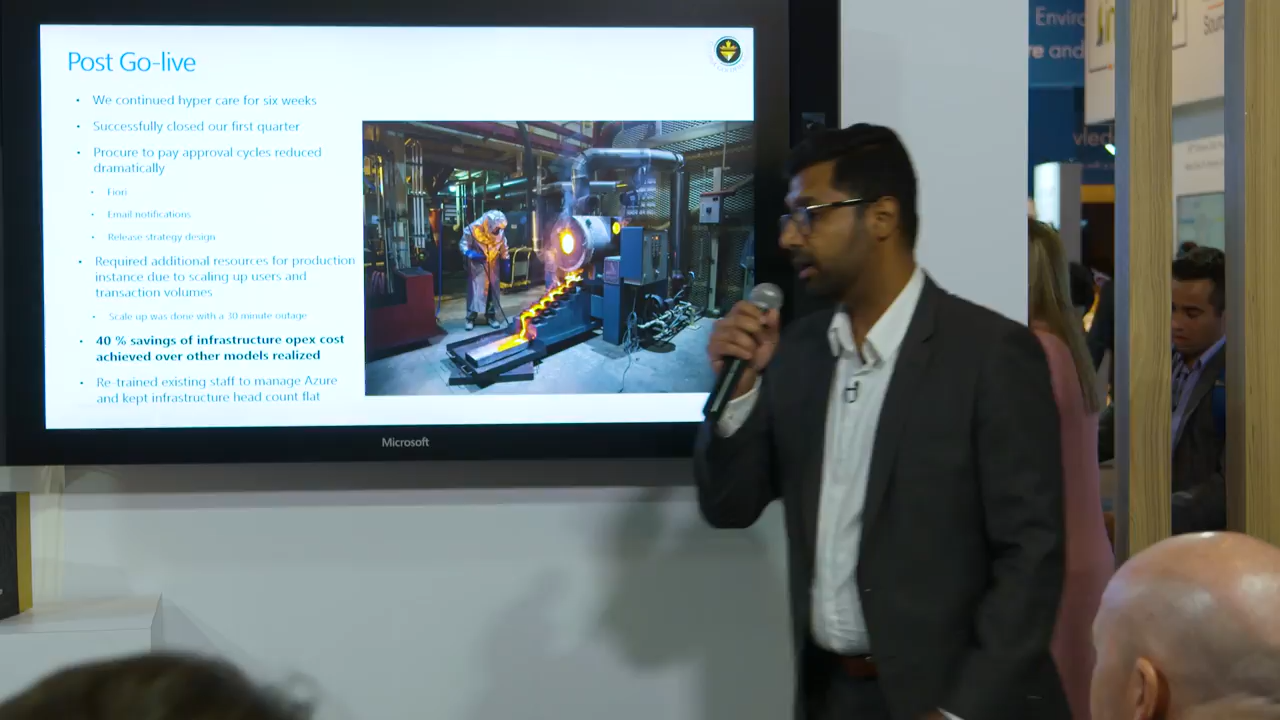 Post Go-live
• We continued hyper care for six weeks
• Successfully closed our first quarter
• Procure to pay approval cycles reduced
dramatically
• Fiori
• Email notifications
• Release strategy design
• Required additional resources for production
instance due to scaling up users and
transaction volumes
• Scale up was done with a 30 minute outage
• 40 % savings of infrastructure opex cost
achieved over other models realized
• Re-trained existing staff to manage Azure
and kept infrastructure head count flat
Microsoft